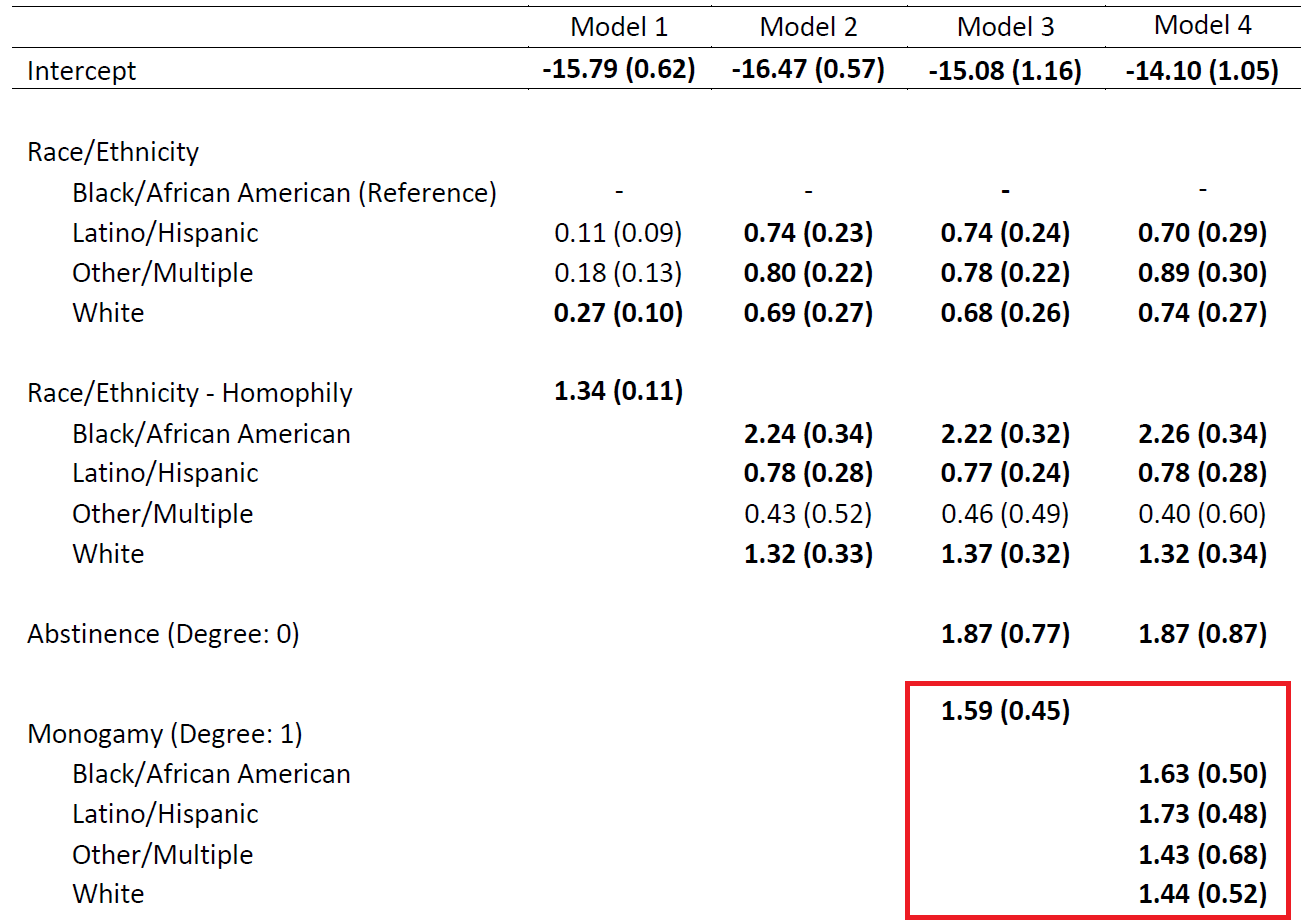 Model 1 Model 2 Model 3 Model 4
Intercept -15.79 (0.62) -16.47 (0.57) -15.08 (1.16) -14.10 (1.05)
Race/Ethnicity
Black/African American (Reference) - - - -
Latino/Hispanic 0.11 (0.09) 0.74 (0.23) 0.74 (0.24) 0.70 (0.29)
Other/Multiple 0.18 (0.13) 0.80 (0.22) 0.78 (0.22) 0.89 (0.30)
White 0.27 (0.10) 0.69 (0.27) 0.68 (0.26) 0.74 (0.27)
Race/Ethnicity - Homophily 1.34 (0.11)
Black/African American 2.24 (0.34) 2.22 (0.32) 2.26 (0.34)
Latino/Hispanic 0.78 (0.28) 0.77 (0.24) 0.78 (0.28)
Other/Multiple 0.43 (0.52) 0.46 (0.49) 0.40 (0.60)
White 1.32 (0.33) 1.37 (0.32) 1.32 (0.34)
Abstinence (Degree: 0) 1.87 (0.77) 1.87 (0.87)
1.59 (0.45)
Monogamy (Degree: 1)
Black/African American 1.63 (0.50)
Latino/Hispanic 1.73 (0.48)
Other/Multiple 1.43 (0.68)
White 1.44 (0.52)